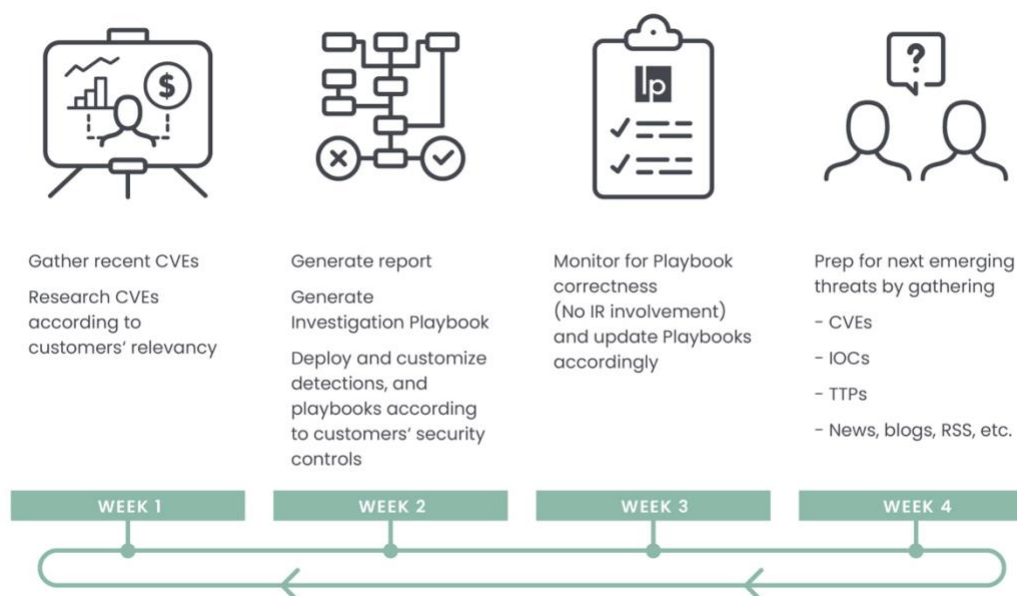 $
lp
?
Gather recent CVEs
Research CVEs
according to
customers' relevancy
Generate report
Generate
Investigation Playbook
Deploy and customize
detections, and
playbooks according
to customers' security
controls
Monitor for Playbook
correctness
(No IR involvement)
and update Playbooks
accordingly
Prep for next emerging
threats by gathering
- CVEs
- IOCs
- TTPs
- News, blogs, RSS, etc.
WEEK 1
WEEK 2
WEEK 3
WEEK 4